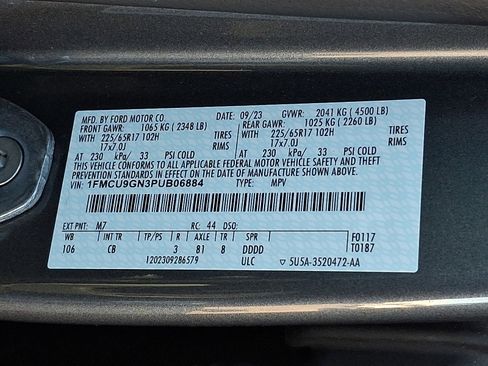 MFD. BY FORD MOTOR CO. 09/23 GVWR: 2041 KG ( 4500 LB)
FRONT GAWR: 1065 KG ( 2348 LB) REAR GAWR: 1025 KG ( 2260 LB)
WITH 225/65R17 102H TIRES WITH 225/65R17 102H TIRES
17x7.0J RIMS 17x7.0J RIMS
AT 230 kPa/ 33 PSI COLD AT 230 kPa/ 33 PSI COLD
THIS VEHICLE CONFORMS TO ALL APPLICABLE FEDERAL MOTOR VEHICLE SAFETY AND THEFT
PREVENTION STANDARDS IN EFFECT ON THE DATE OF MANUFACTURE SHOWN ABOVE.
VIN: 1FMCU9GN3PUB06884 TYPE: MPV
EXT PNT: M7 RC: 44 DSO: F0117
WB INT TR TP/PS R AXLE TR SPR T0187
106 CB 3 81 8 DDDD
1202309286579 ULC ▽ 5U5A-3520472-AA